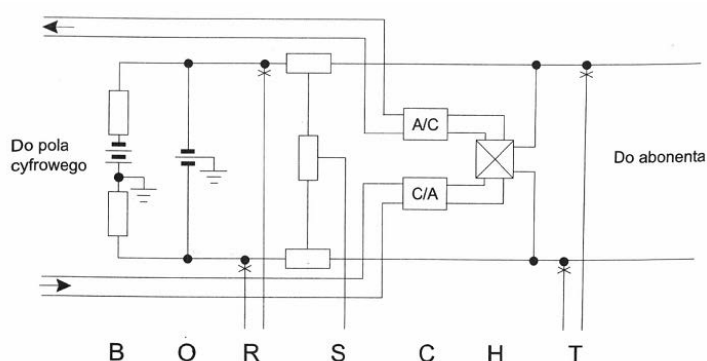 Do pola
cyfrowego
A/C
C/A
Do abonenta
B O R S C H T